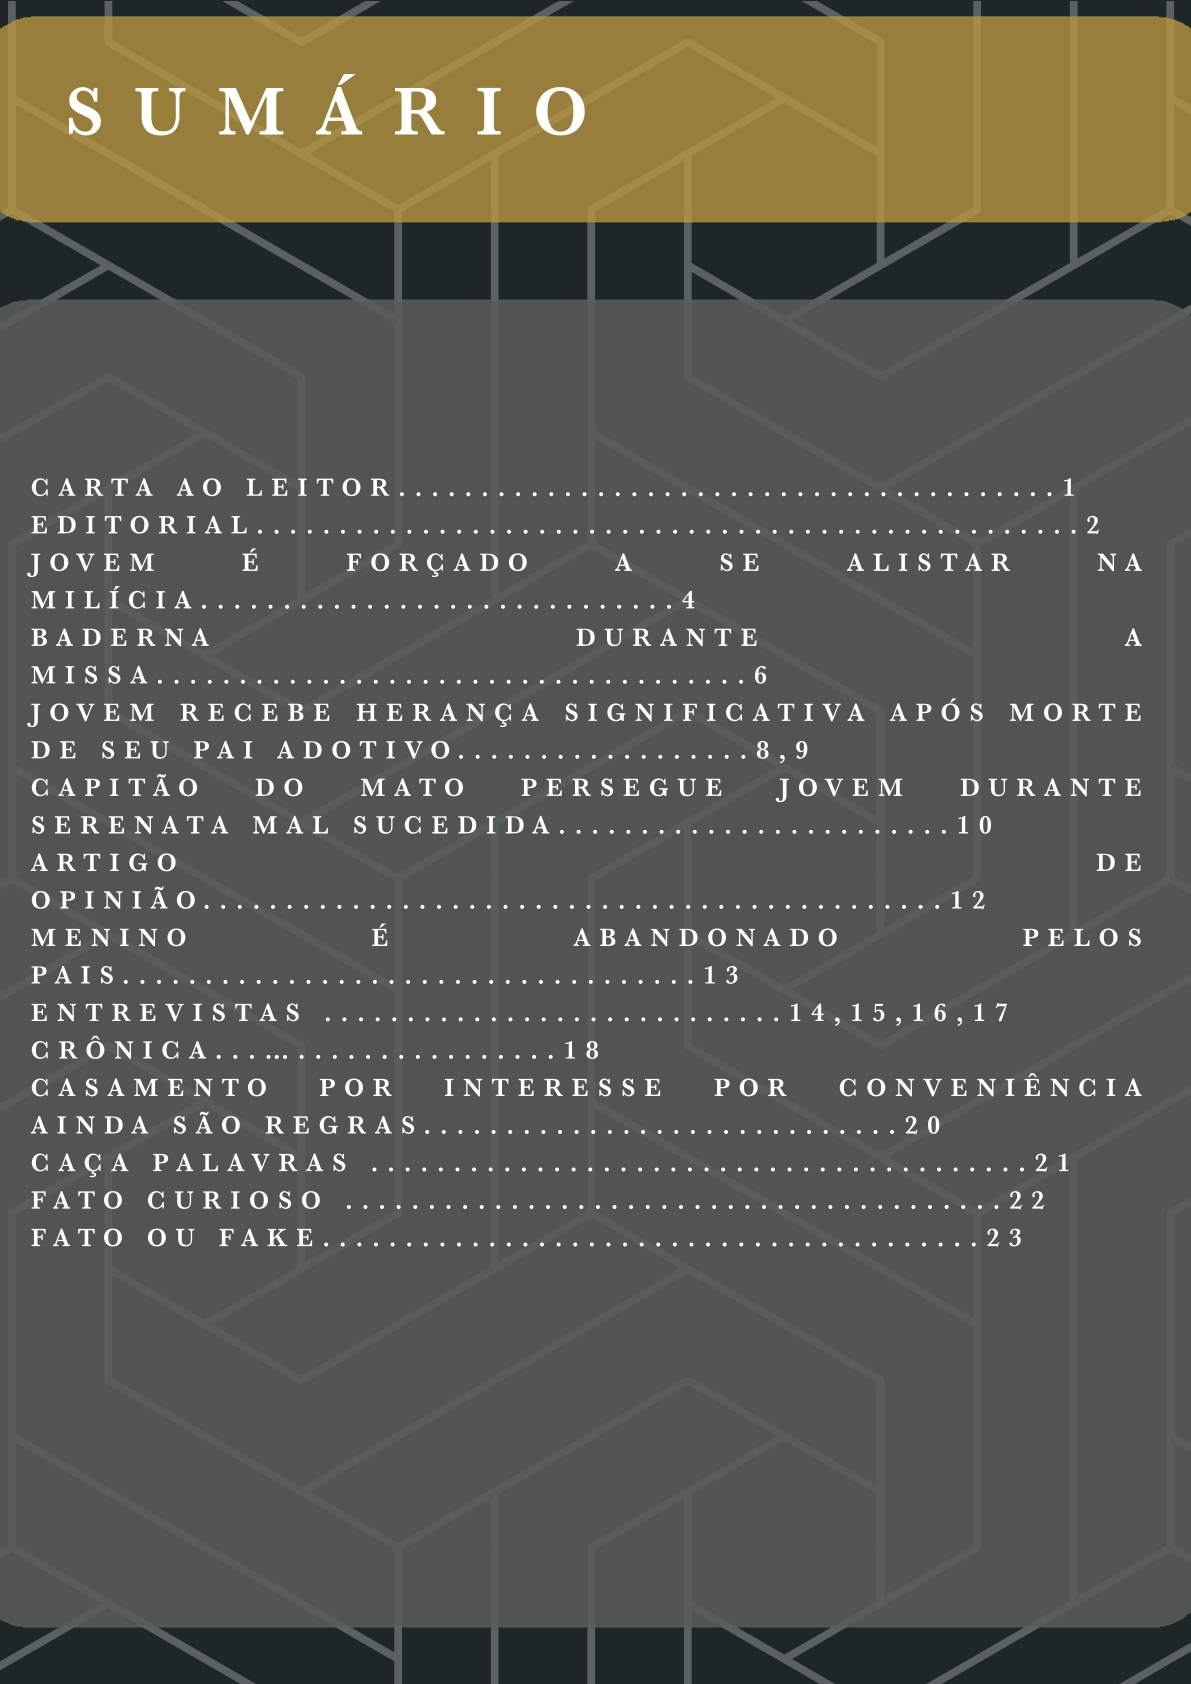 SUMÁRIO
CARTA AO LEITOR........................................1
EDITORIAL..................................................2
JOVEM É FORÇADO A SE ALISTAR NA
MILÍCIA.............................4
BADERNA DURANTE A
MISSA....................................6
JOVEM RECEBE HERANÇA SIGNIFICATIVA APÓS MORTE
DE SEU PAI ADOTIVO..................8,9
CAPITÃO DO MATO PERSEGUE JOVEM DURANTE
SERENATA MAL SUCEDIDA........................10
ARTIGO DE
OPINIÃO.............................................12
MENINO É ABANDONADO PELOS
PAIS...................................13
ENTREVISTAS ............................14,15,16,17
CRÔNICA...…................18
CASAMENTO POR INTERESSE POR CONVENIÊNCIA
AINDA SÃO REGRAS.............................20
CAÇA PALAVRAS ........................................21
FATO CURIOSO ........................................22
FATO OU FAKE........................................23